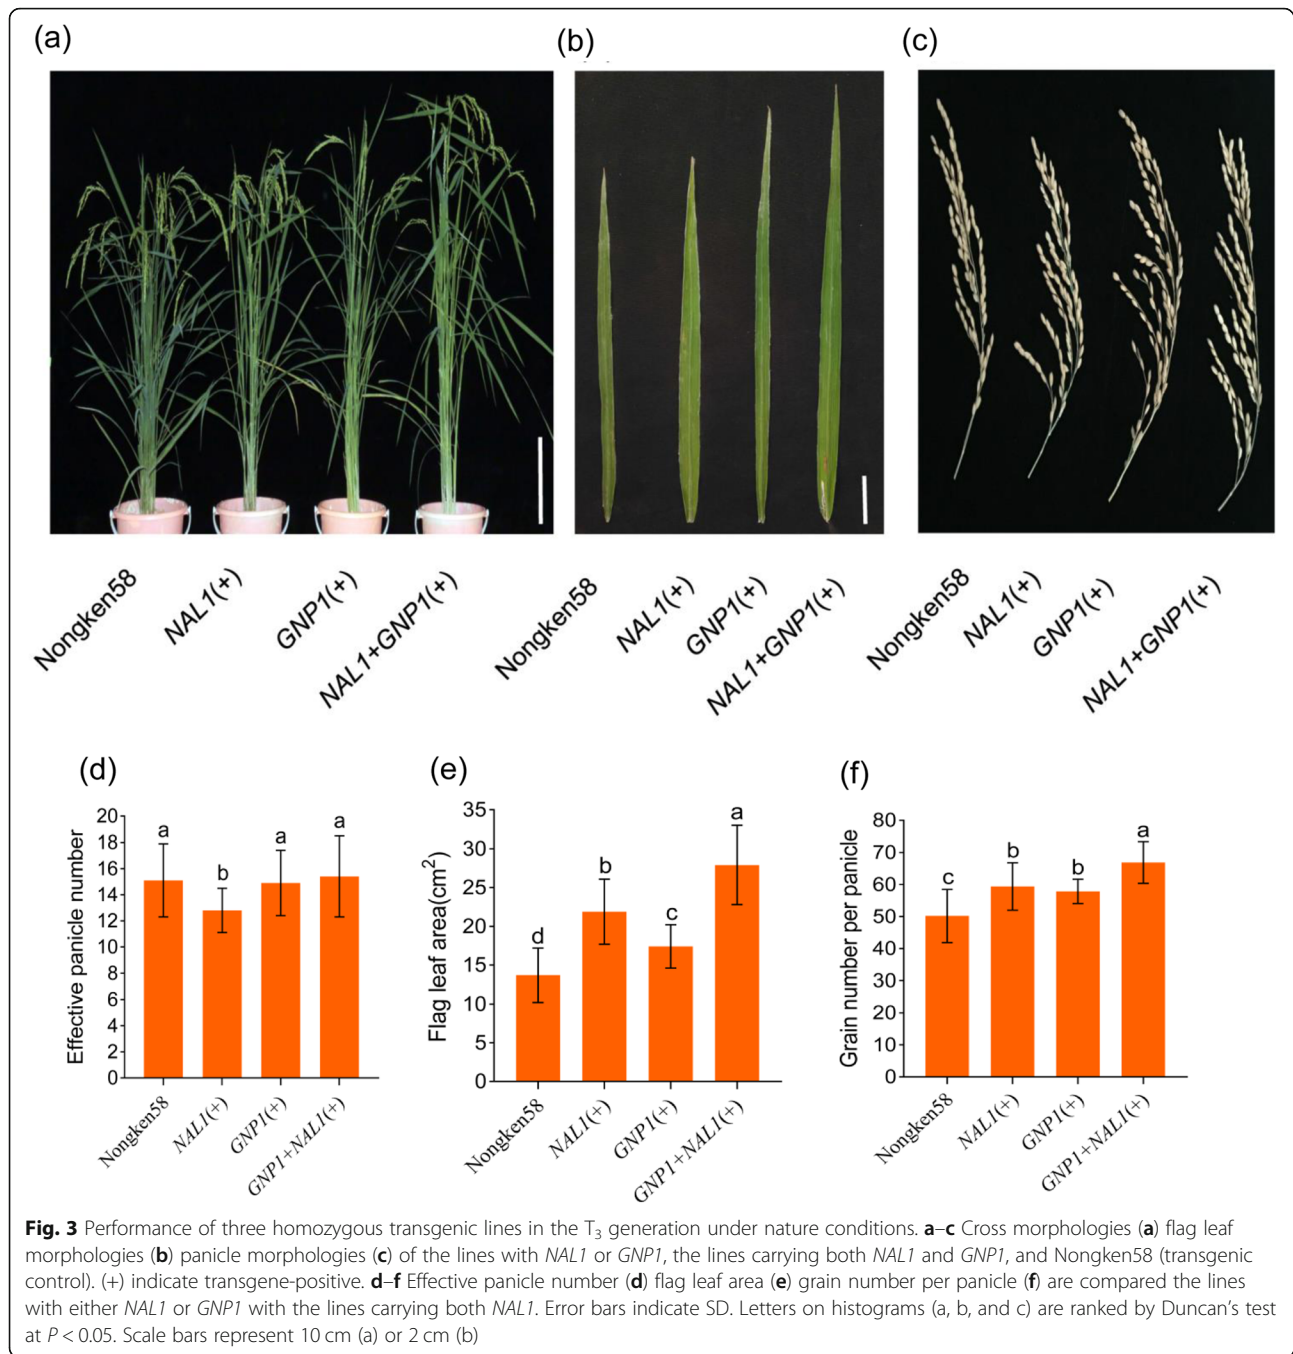 (a)
(b)
(c)
Nongken58
NAL1(+)
GNP1(+)
NAL1+GNP1(+)
Nongken58
NAL1(+)
GNP1(+)
NAL1+GNP1(+)
Nongken58
NAL1(+)
GNP1(+)
NAL1+GNP1(+)
(d)
Effective panicle number
20
18
16
14
12
10
8
6
4
2
0
a
b
a
a
Nongken58
NAL1(+)
GNP1(+)
GNP1+NAL1(+)
(e)
Flag leaf area(cm²)
35
30
25
20
15
10
5
0
d
b
c
a
Nongken58
NAL1(+)
GNP1(+)
GNP1+NAL1(+)
(f)
Grain number per panicle
80
70
60
50
40
30
20
10
0
c
b
b
a
Nongken58
NAL1(+)
GNP1(+)
GNP1+NAL1(+)
Fig. 3 Performance of three homozygous transgenic lines in the T₃ generation under nature conditions. a–c Cross morphologies (a) flag leaf
morphologies (b) panicle morphologies (c) of the lines with NAL1 or GNP1, the lines carrying both NAL1 and GNP1, and Nongken58 (transgenic
control). (+) indicate transgene-positive. d–f Effective panicle number (d) flag leaf area (e) grain number per panicle (f) are compared the lines
with either NAL1 or GNP1 with the lines carrying both NAL1. Error bars indicate SD. Letters on histograms (a, b, and c) are ranked by Duncan's test
at P < 0.05. Scale bars represent 10 cm (a) or 2 cm (b)